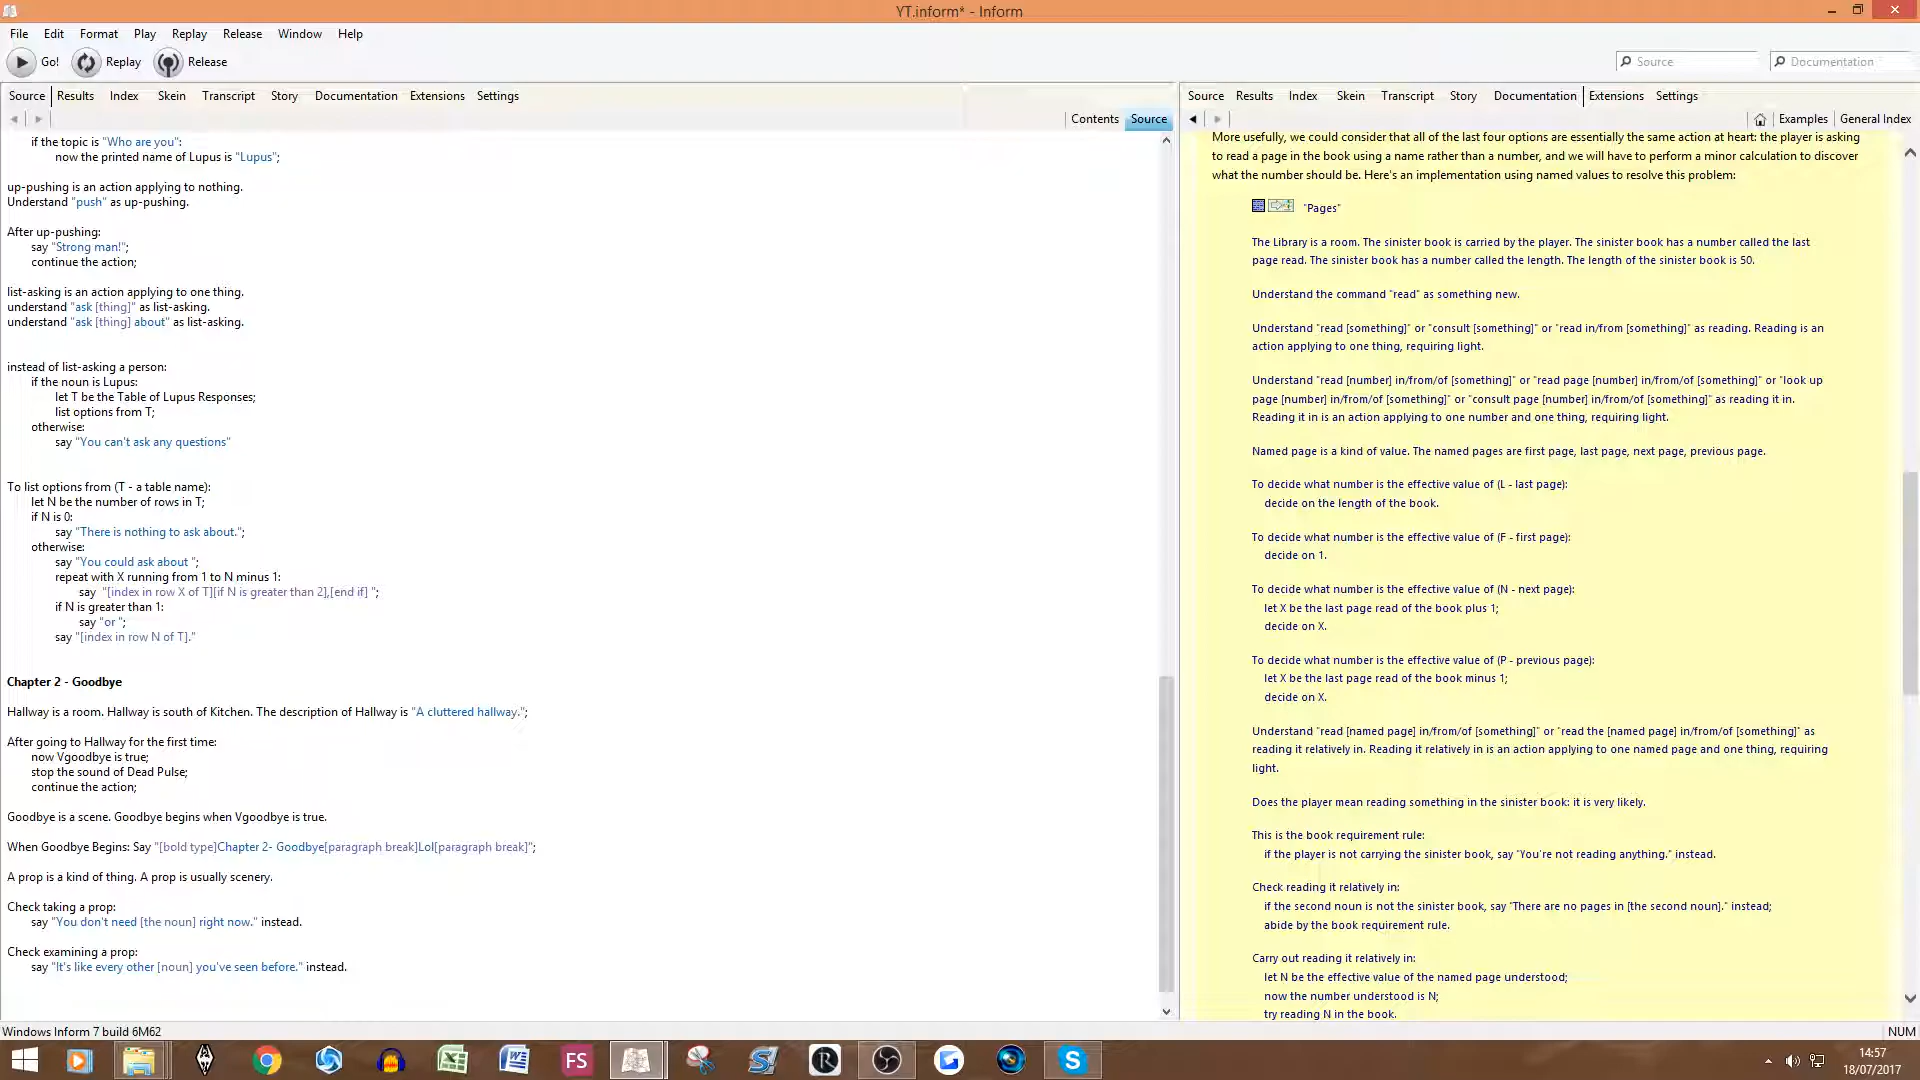 YT.inform* - Inform
File Edit Format Play Replay Release Window Help
Go! Replay Release
Source
Documentation
Source Results Index Skein Transcript Story Documentation Extensions Settings
Contents Source
if the topic is "Who are you":
now the printed name of Lupus is "Lupus";
up-pushing is an action applying to nothing.
Understand "push" as up-pushing.
After up-pushing:
say "Strong man!";
continue the action;
list-asking is an action applying to one thing.
understand "ask [thing]" as list-asking.
understand "ask [thing] about" as list-asking.
instead of list-asking a person:
if the noun is Lupus:
let T be the Table of Lupus Responses;
list options from T;
otherwise:
say "You can't ask any questions"
To list options from (T - a table name):
let N be the number of rows in T;
if N is 0:
say "There is nothing to ask about.";
otherwise:
say "You could ask about ";
repeat with X running from 1 to N minus 1:
say "[index in row X of T][if N is greater than 2],[end if] ";
if N is greater than 1:
say "or ";
say "[index in row N of T]."
Chapter 2 - Goodbye
Hallway is a room. Hallway is south of Kitchen. The description of Hallway is "A cluttered hallway.";
After going to Hallway for the first time:
now Vgoodbye is true;
stop the sound of Dead Pulse;
continue the action;
Goodbye is a scene. Goodbye begins when Vgoodbye is true.
When Goodbye Begins: Say "[bold type]Chapter 2- Goodbye[paragraph break]Lol[paragraph break]";
A prop is a kind of thing. A prop is usually scenery.
Check taking a prop:
say "You don't need [the noun] right now." instead.
Check examining a prop:
say "It's like every other [noun] you've seen before." instead.
Source Results Index Skein Transcript Story Documentation Extensions Settings
Examples General Index
More usefully, we could consider that all of the last four options are essentially the same action at heart: the player is asking
to read a page in the book using a name rather than a number, and we will have to perform a minor calculation to discover
what the number should be. Here's an implementation using named values to resolve this problem:
"Pages"
The Library is a room. The sinister book is carried by the player. The sinister book has a number called the last
page read. The sinister book has a number called the length. The length of the sinister book is 50.
Understand the command "read" as something new.
Understand "read [something]" or "consult [something]" or "read in/from [something]" as reading. Reading is an
action applying to one thing, requiring light.
Understand "read [number] in/from/of [something]" or "read page [number] in/from/of [something]" or "look up
page [number] in/from/of [something]" or "consult page [number] in/from/of [something]" as reading it in.
Reading it in is an action applying to one number and one thing, requiring light.
Named page is a kind of value. The named pages are first page, last page, next page, previous page.
To decide what number is the effective value of (L - last page):
decide on the length of the book.
To decide what number is the effective value of (F - first page):
decide on 1.
To decide what number is the effective value of (N - next page):
let X be the last page read of the book plus 1;
decide on X.
To decide what number is the effective value of (P - previous page):
let X be the last page read of the book minus 1;
decide on X.
Understand "read [named page] in/from/of [something]" or "read the [named page] in/from/of [something]" as
reading it relatively in. Reading it relatively in is an action applying to one named page and one thing, requiring
light.
Does the player mean reading something in the sinister book: it is very likely.
This is the book requirement rule:
if the player is not carrying the sinister book, say "You're not reading anything." instead.
Check reading it relatively in:
if the second noun is not the sinister book, say "There are no pages in [the second noun]." instead;
abide by the book requirement rule.
Carry out reading it relatively in:
let N be the effective value of the named page understood;
now the number understood is N;
try reading N in the book.
Windows Inform 7 build 6M62
NUM
FS
R
S
14:57
18/07/2017